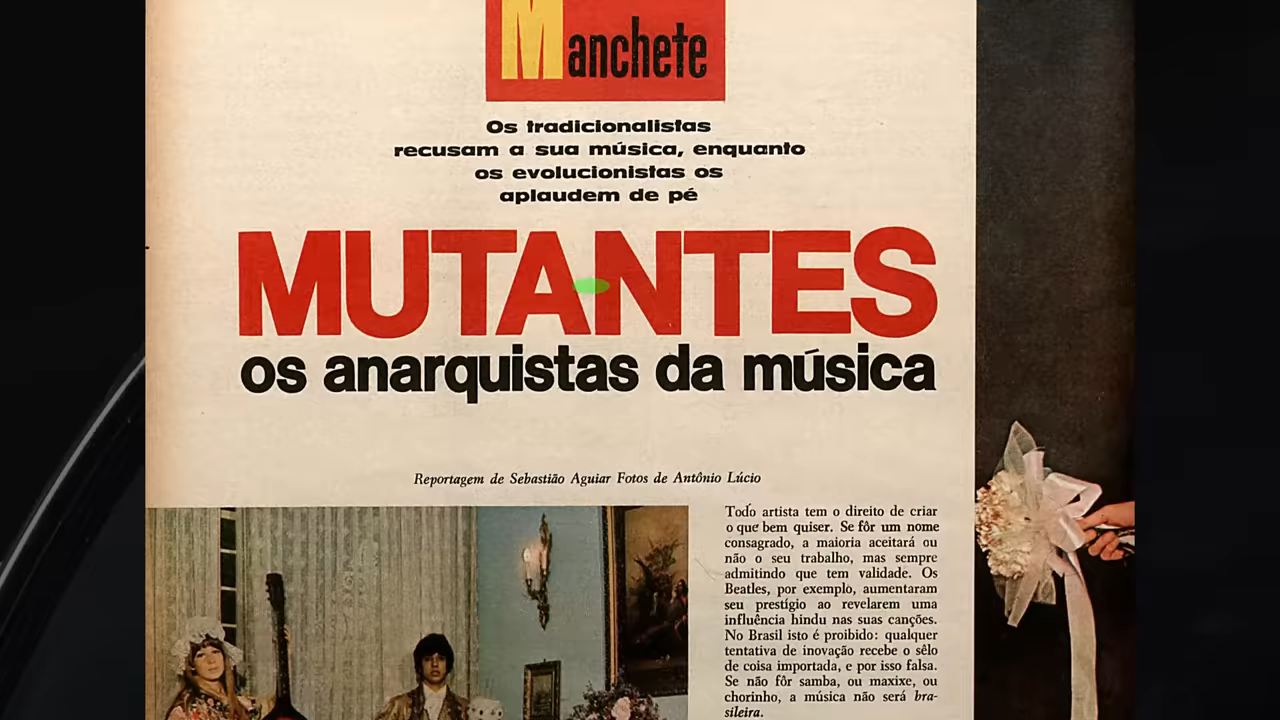 Manchete
Os tradicionalistas
recusam a sua música, enquanto
os evolucionistas os
aplaudem de pé
MUTANTES
os anarquistas da música
Reportagem de Sebastião Aguiar Fotos de Antônio Lúcio
Todo artista tem o direito de criar
o que bem quiser. Se fôr um nome
consagrado, a maioria aceitará ou
não o seu trabalho, mas sempre
admitindo que tem validade. Os
Beatles, por exemplo, aumentaram
seu prestígio ao revelarem uma
influência hindu nas suas canções.
No Brasil isto é proibido: qualquer
tentativa de inovação recebe o sêlo
de coisa importada, e por isso falsa.
Se não fôr samba, ou maxixe, ou
chorinho, a música não será bra-
sileira.